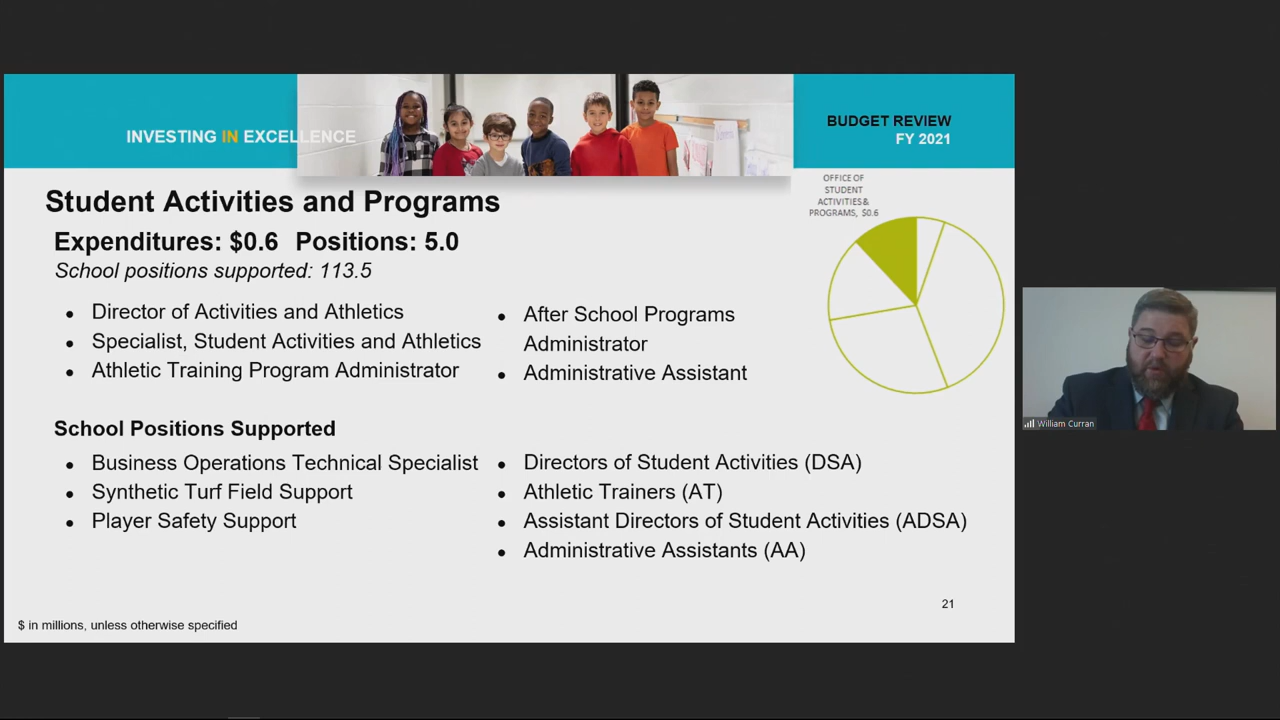 INVESTING IN EXCELLENCE
BUDGET REVIEW
FY 2021
Student Activities and Programs
OFFICE OF
STUDENT
ACTIVITIES &
PROGRAMS, $0.6
Expenditures: $0.6 Positions: 5.0
School positions supported: 113.5
• Director of Activities and Athletics
• Specialist, Student Activities and Athletics
• Athletic Training Program Administrator
• After School Programs
Administrator
• Administrative Assistant
William Curran
School Positions Supported
• Business Operations Technical Specialist
• Synthetic Turf Field Support
• Player Safety Support
• Directors of Student Activities (DSA)
• Athletic Trainers (AT)
• Assistant Directors of Student Activities (ADSA)
• Administrative Assistants (AA)
21
$ in millions, unless otherwise specified